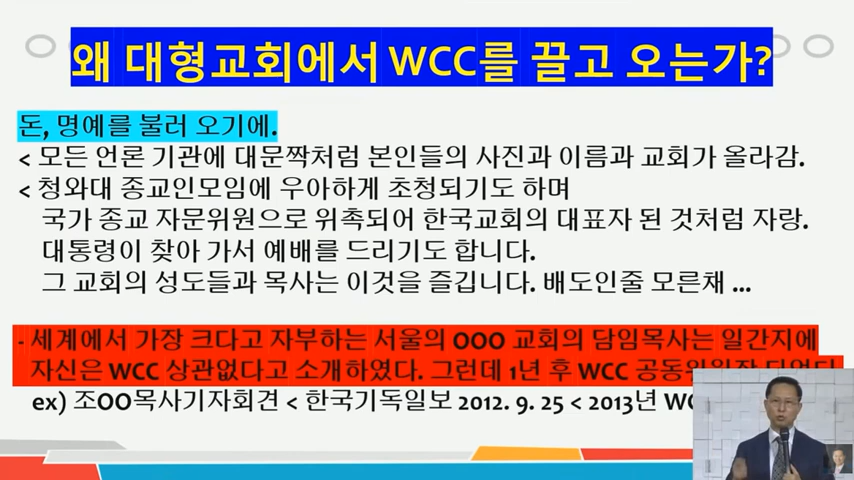 왜 대형교회에서 WCC를 끌고 오는가?
돈, 명예를 불러 오기에.
< 모든 언론 기관에 대문짝처럼 본인들의 사진과 이름과 교회가 올라감.
< 청와대 종교인모임에 우아하게 초청되기도 하며
국가 종교 자문위원으로 위촉되어 한국교회의 대표자 된 것처럼 자랑.
대통령이 찾아 가서 예배를 드리기도 합니다.
그 교회의 성도들과 목사는 이것을 즐깁니다. 배도인줄 모른채 ...
- 세계에서 가장 크다고 자부하는 서울의 OOO 교회의 담임목사는 일간지에
자신은 WCC 상관없다고 소개하였다. 그런데 1년 후 WCC
ex) 조OO목사기자회견 < 한국기독일보 2012. 9. 25 < 2013년